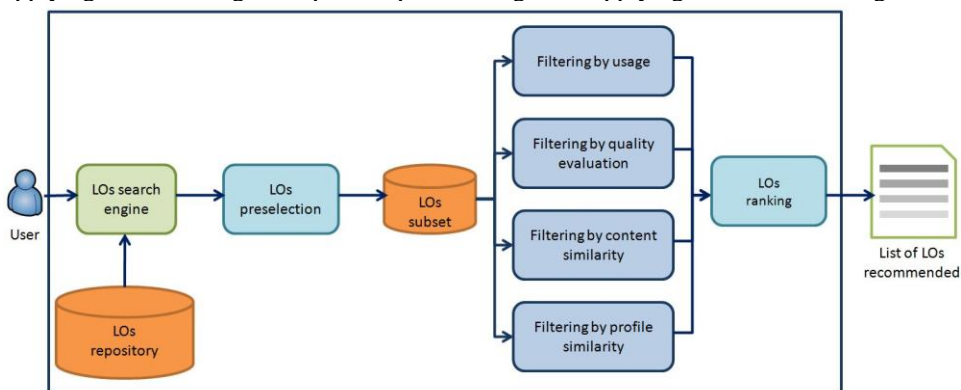 User
LOs search
engine
LOs
repository
LOs
preselection
LOs
subset
Filtering by usage
Filtering by quality
evaluation
Filtering by content
similarity
Filtering by profile
similarity
LOs
ranking
List of LOs
recommended